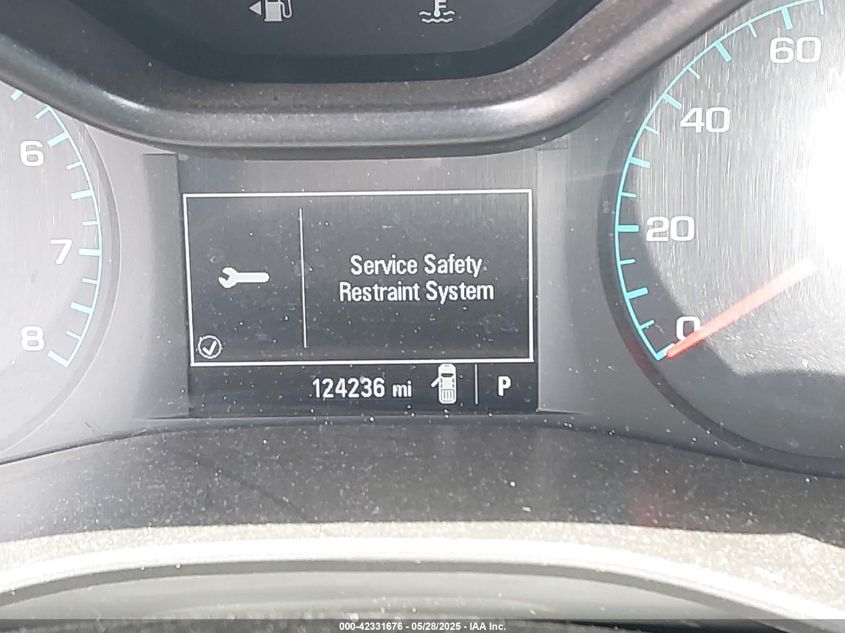 60
40
6
20
7
Service Safety
Restraint System
0
8
124236 mi P
000-42331676 - 05/28/2025 - IAA Inc.